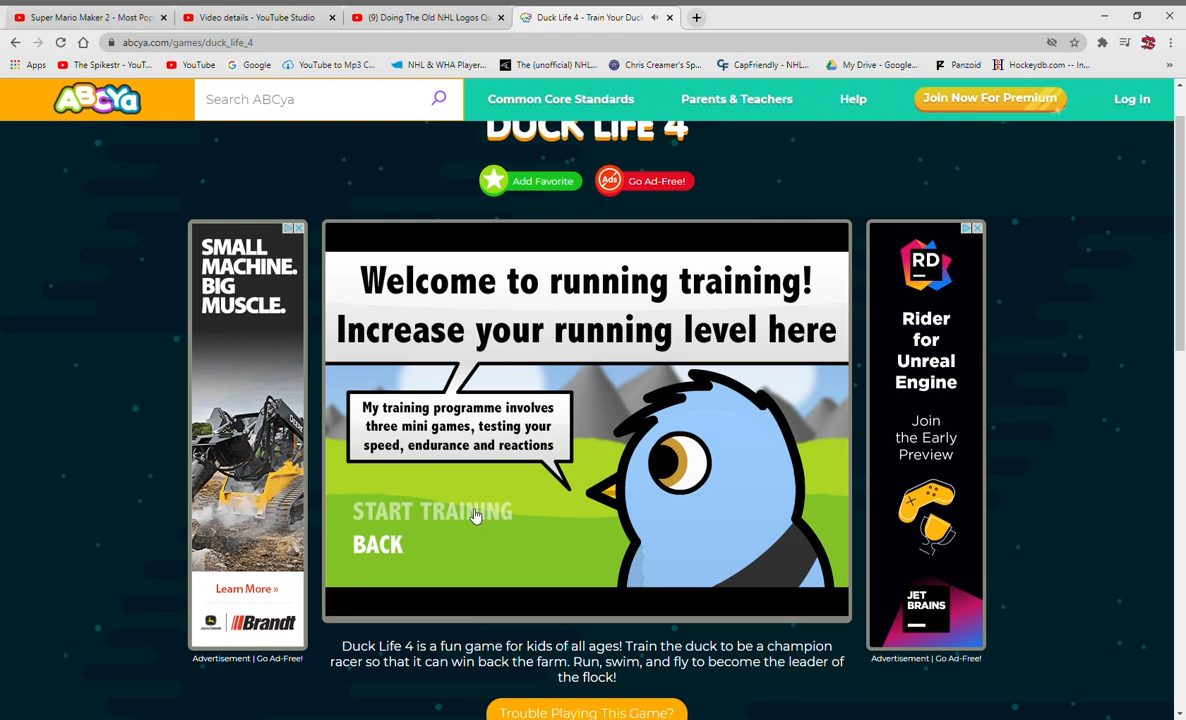 Super Mario Maker 2 - Most Pop
Video details - YouTube Studio
(9) Doing The Old NHL Logos Qu
Duck Life 4 - Train Your Duck
abcya.com/games/duck_life_4
Apps
The Spikestr - YouT...
YouTube
Google
YouTube to Mp3 C...
NHL & WHA Player...
The (unofficial) NHL...
Chris Creamer's Sp...
CapFriendly - NHL...
My Drive - Google...
Panzoid
Hockeydb.com -- In...
ABCYa
Search ABCya
Common Core Standards
Parents & Teachers
Help
Join Now For Premium
Log In
DUCK LIFE 4
Add Favorite
Ads
Go Ad-Free!
SMALL
MACHINE.
BIG
MUSCLE.
Learn More »
JOHN DEERE
Brandt
Advertisement | Go Ad-Free!
Welcome to running training!
Increase your running level here
My training programme involves
three mini games, testing your
speed, endurance and reactions
START TRAINING
BACK
RD
Rider
for
Unreal
Engine
Join
the Early
Preview
JET
BRAINS
Advertisement | Go Ad-Free!
Duck Life 4 is a fun game for kids of all ages! Train the duck to be a champion
racer so that it can win back the farm. Run, swim, and fly to become the leader of
the flock!
Trouble Playing This Game?